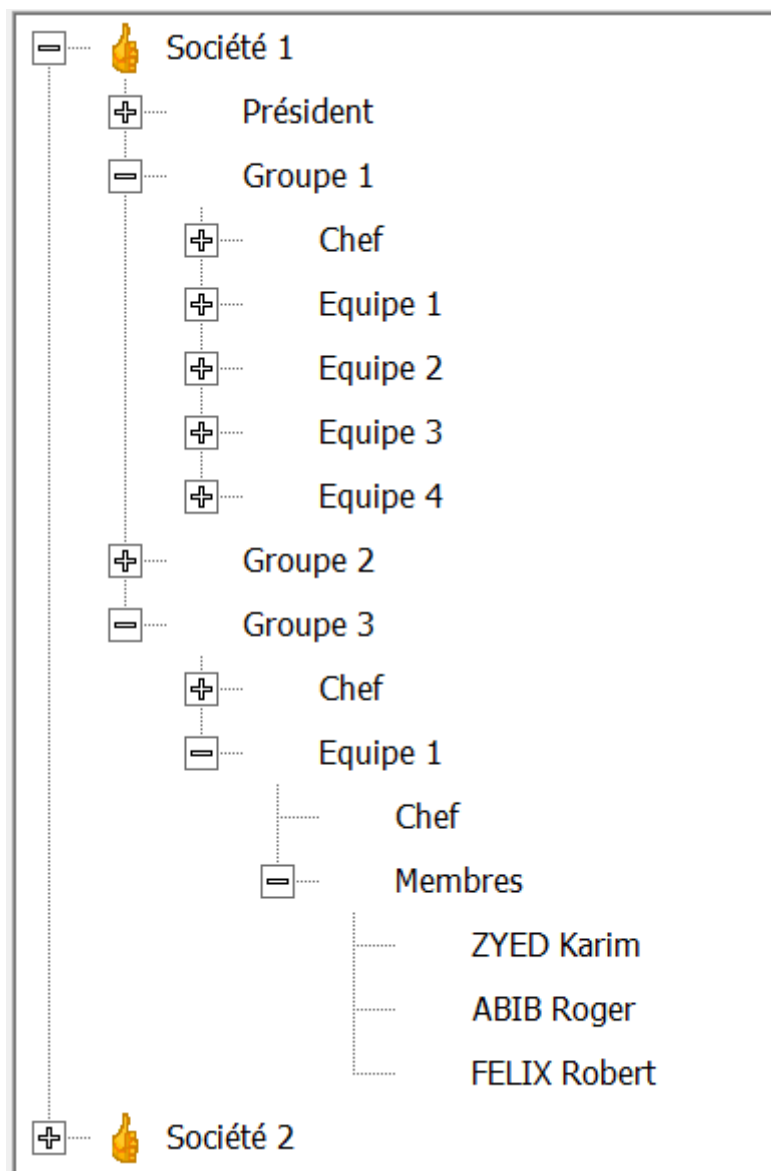 Société 1
Président
Groupe 1
Chef
Equipe 1
Equipe 2
Equipe 3
Equipe 4
Groupe 2
Groupe 3
Chef
Equipe 1
Chef
Membres
ZYED Karim
ABIB Roger
FELIX Robert
Société 2